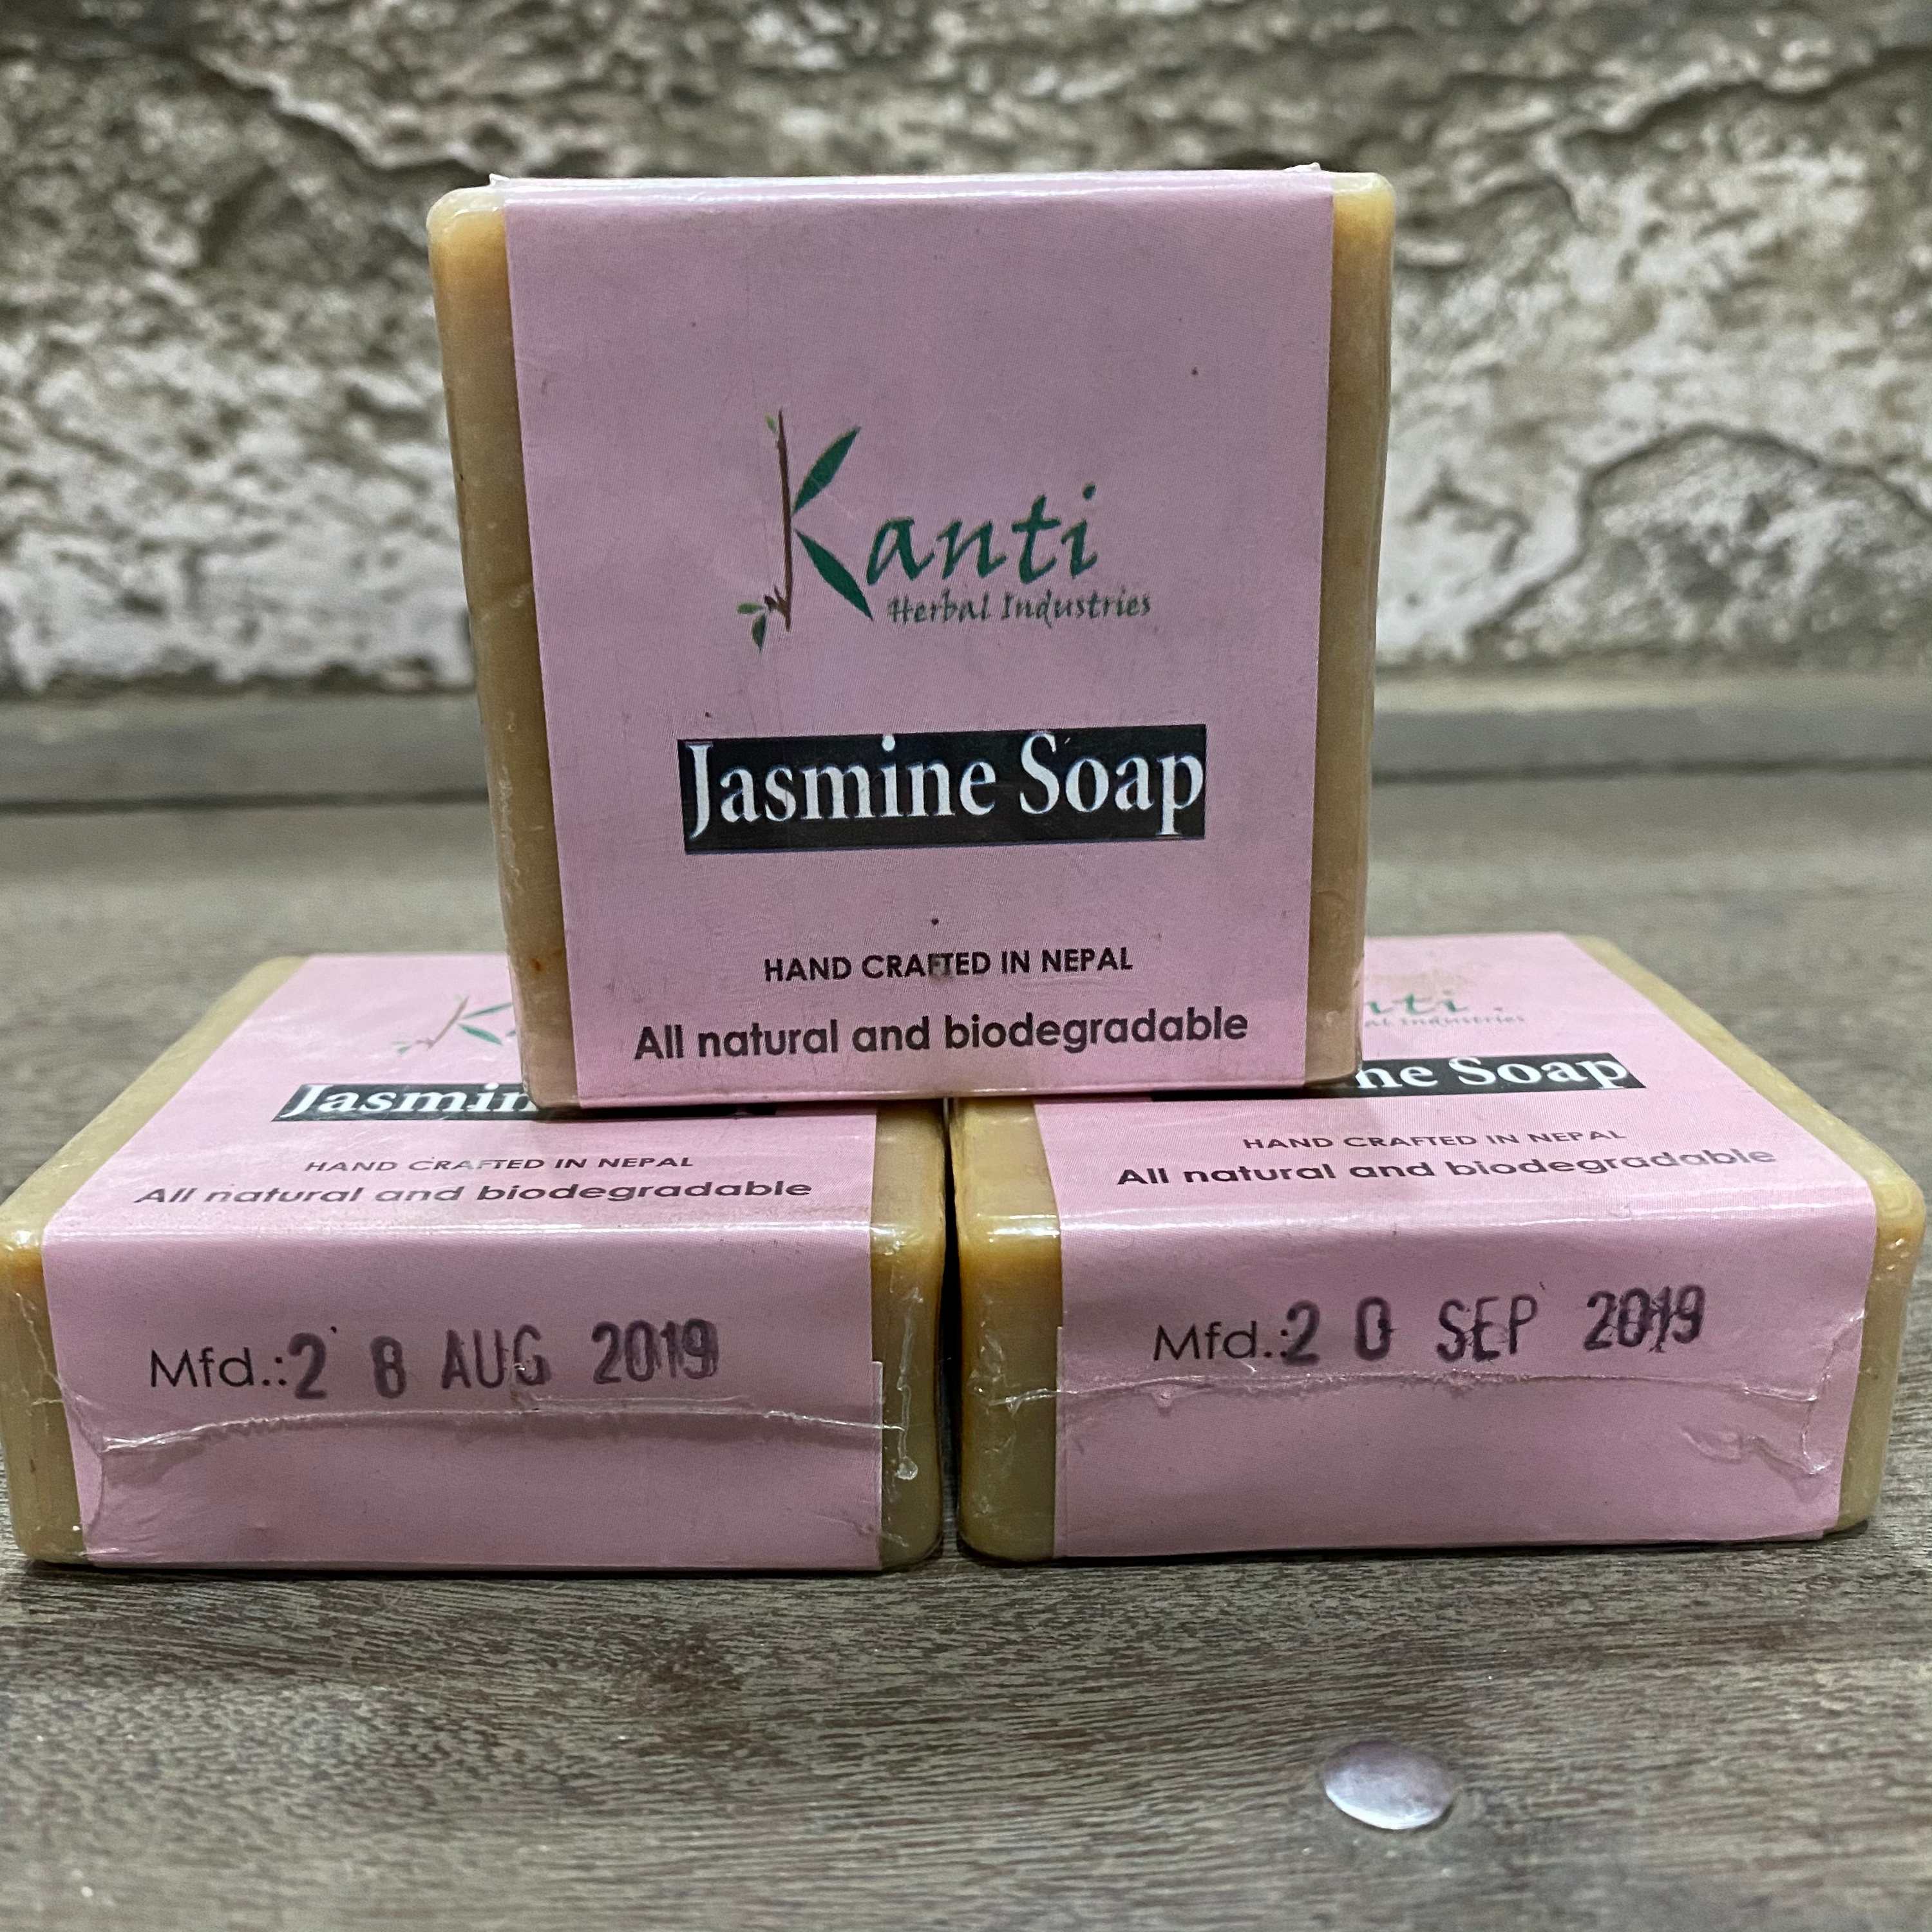 Kanti
Herbal Industries
Jasmine Soap
HAND CRAFTED IN NEPAL
All natural and biodegradable
HAND CRAFTED IN NEPAL
All natural and biodegradable
Mfd.:2 8 AUG 2019
Soap
HAND CRAFTED IN NEPAL
All natural and biodegradable
Mfd.:2 0 SEP 2019